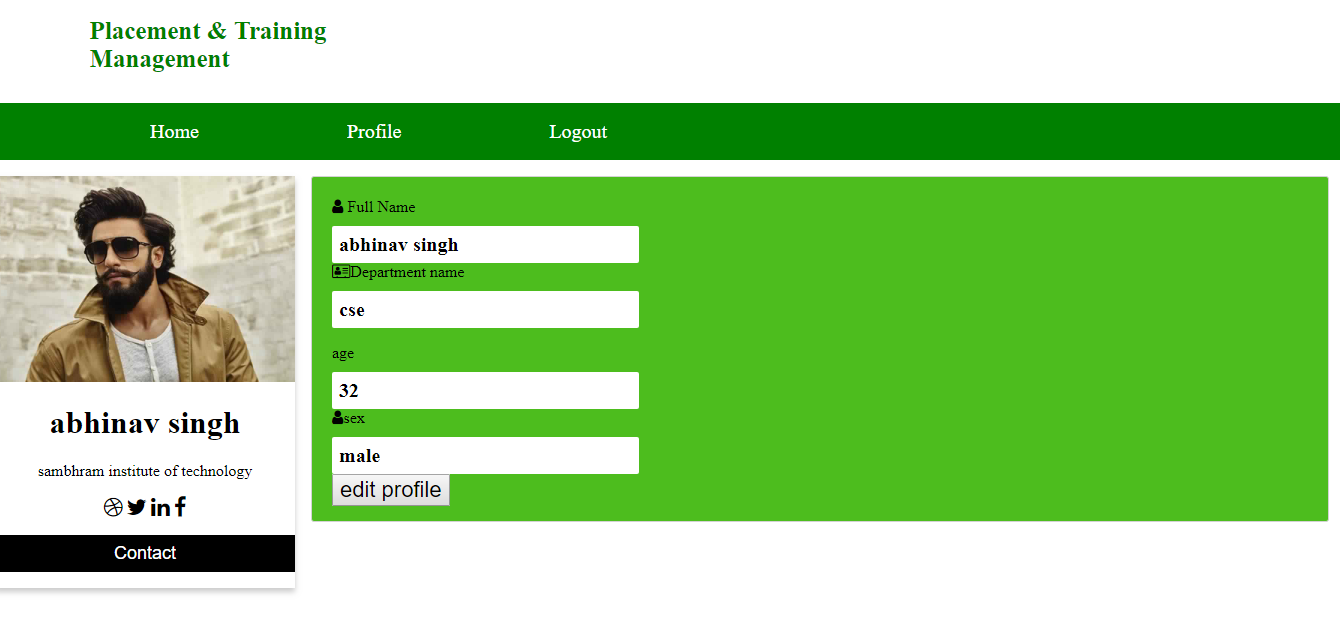 Placement & Training
Management
Home Profile Logout
Full Name
abhinav singh
Department name
cse
age
32
sex
male
edit profile
abhinav singh
sambhram institute of technology
Contact